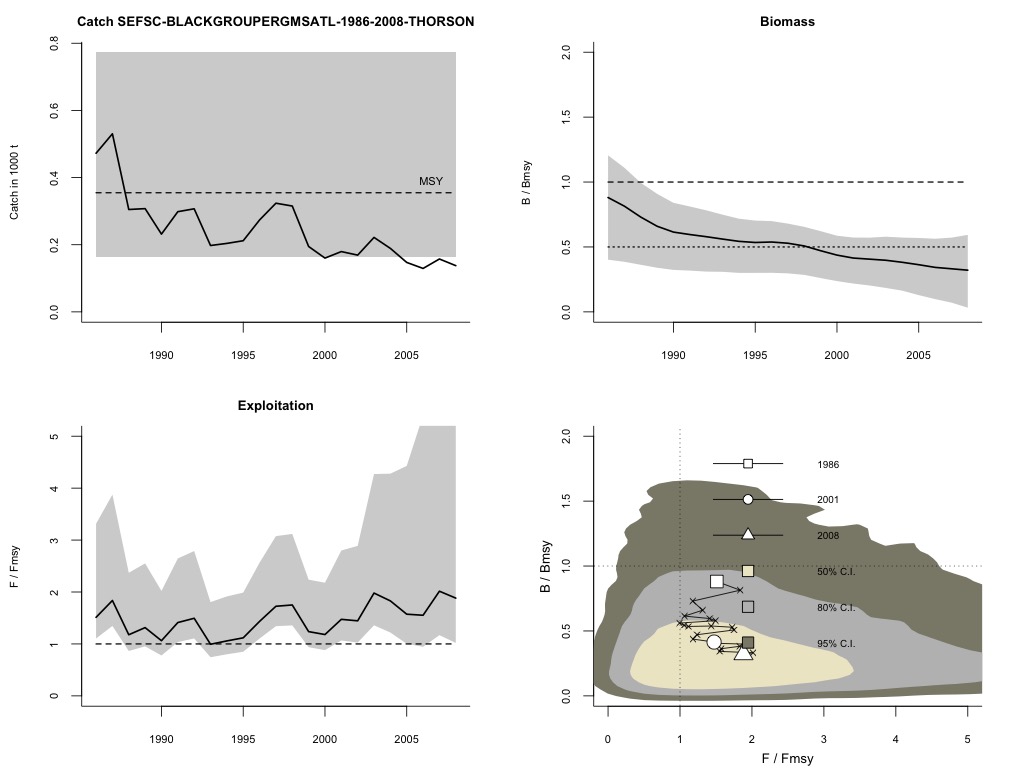 Catch SEFSC-BLACKGROUPERGMSATL-1986-2008-THORSON
Catch in 1000 t
0.0 0.2 0.4 0.6 0.8
MSY
1990 1995 2000 2005
Biomass
B / Bmsy
0.0 0.5 1.0 1.5 2.0
1990 1995 2000 2005
Exploitation
F / Fmsy
0 1 2 3 4 5
1990 1995 2000 2005
B / Bmsy
0.0 0.5 1.0 1.5 2.0
1986
2001
2008
50% C.I.
80% C.I.
95% C.I.
0 1 2 3 4 5
F / Fmsy